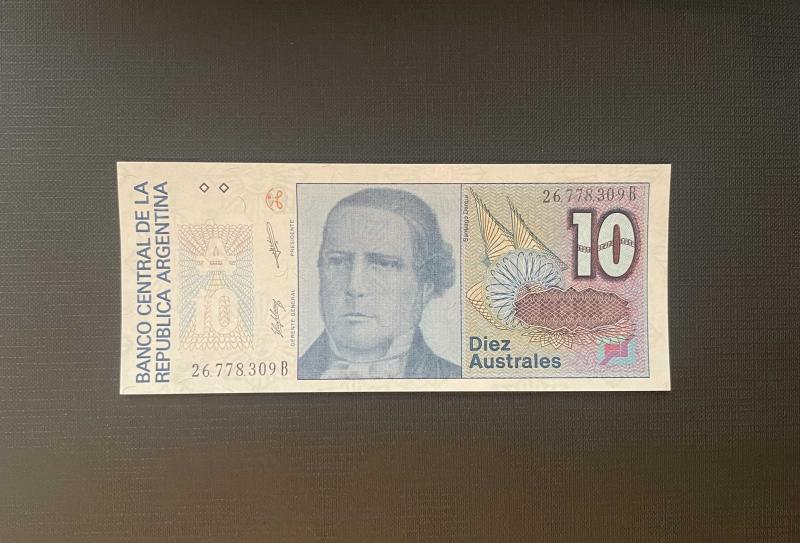 BANCO CENTRAL DE LA
REPUBLICA ARGENTINA
A
10
26.778.309 B
GERENTE GENERAL
PRESIDENTE
Santiago Derqui
26.778.309 B
10
Diez
Australes